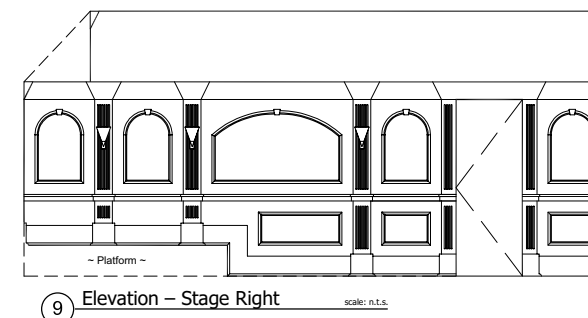 ~ Platform ~
9 Elevation – Stage Right scale: n.t.s.